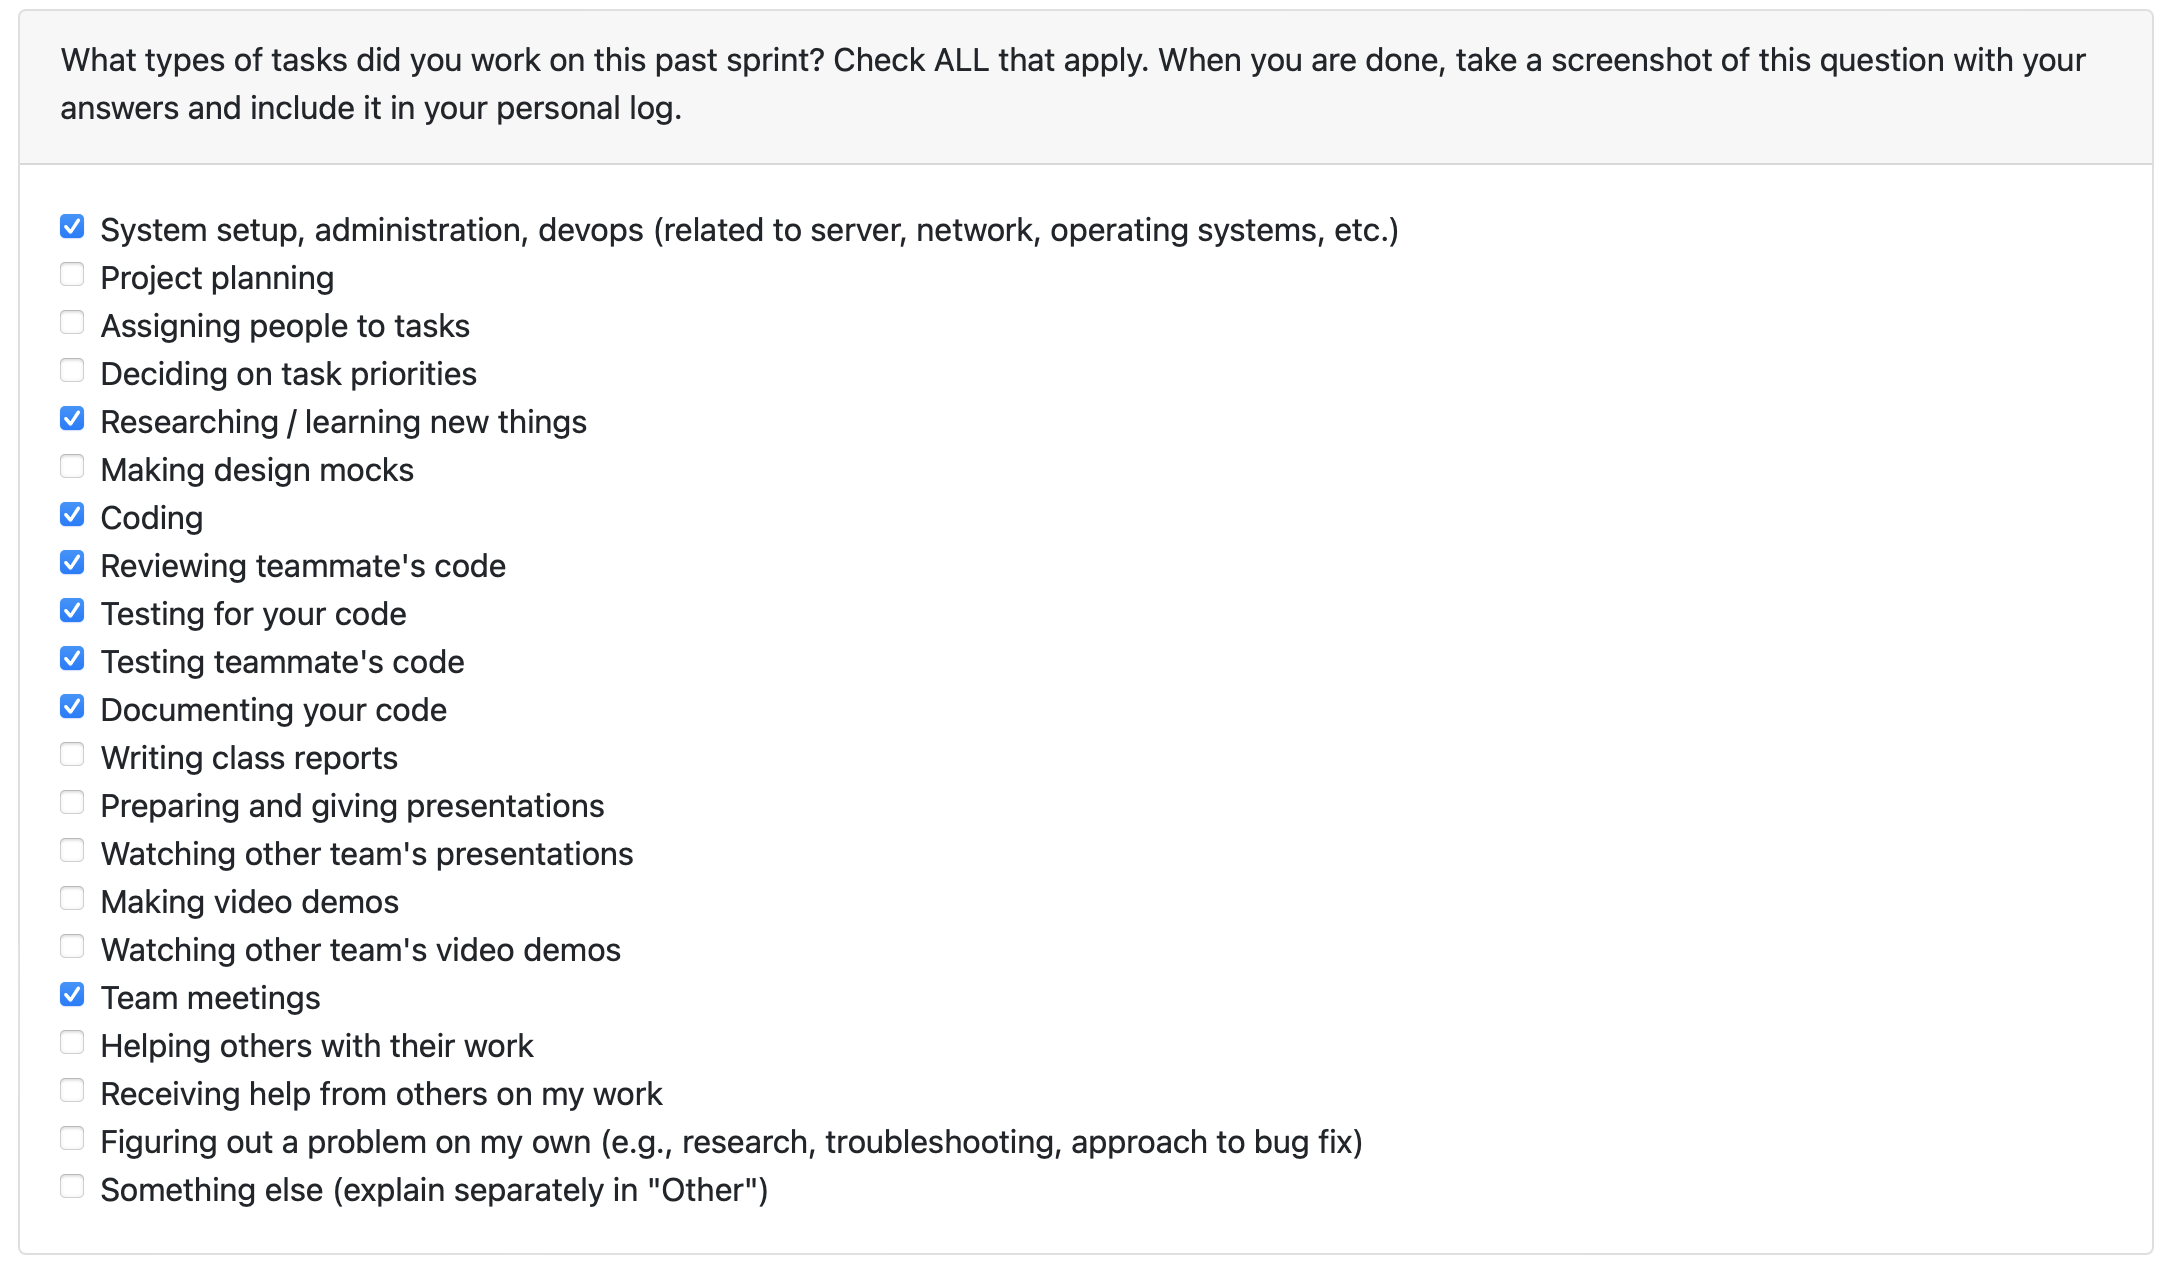 What types of tasks did you work on this past sprint? Check ALL that apply. When you are done, take a screenshot of this question with your
answers and include it in your personal log.
System setup, administration, devops (related to server, network, operating systems, etc.)
Project planning
Assigning people to tasks
Deciding on task priorities
Researching / learning new things
Making design mocks
Coding
Reviewing teammate's code
Testing for your code
Testing teammate's code
Documenting your code
Writing class reports
Preparing and giving presentations
Watching other team's presentations
Making video demos
Watching other team's video demos
Team meetings
Helping others with their work
Receiving help from others on my work
Figuring out a problem on my own (e.g., research, troubleshooting, approach to bug fix)
Something else (explain separately in "Other")